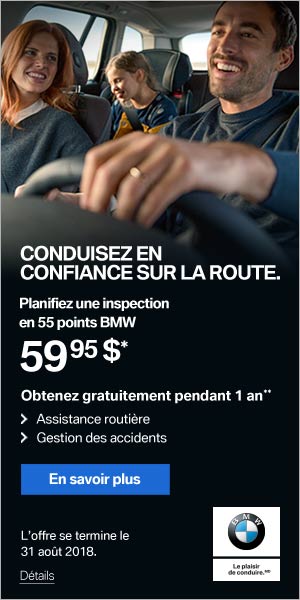 CONDUISEZ EN
CONFIANCE SUR LA ROUTE.
Planifiez une inspection
en 55 points BMW
59 95 $*
Obtenez gratuitement pendant 1 an**
Assistance routière
Gestion des accidents
En savoir plus
L'offre se termine le
31 août 2018.
Détails
BMW
Le plaisir
de conduire.MD